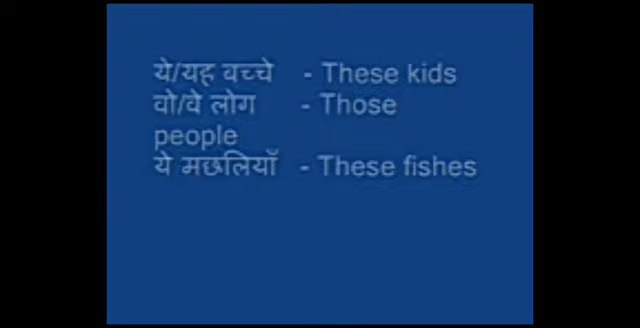 ये/यह बच्चे - These kids
वो/वे लोग - Those
people
ये मछलियाँ - These fishes